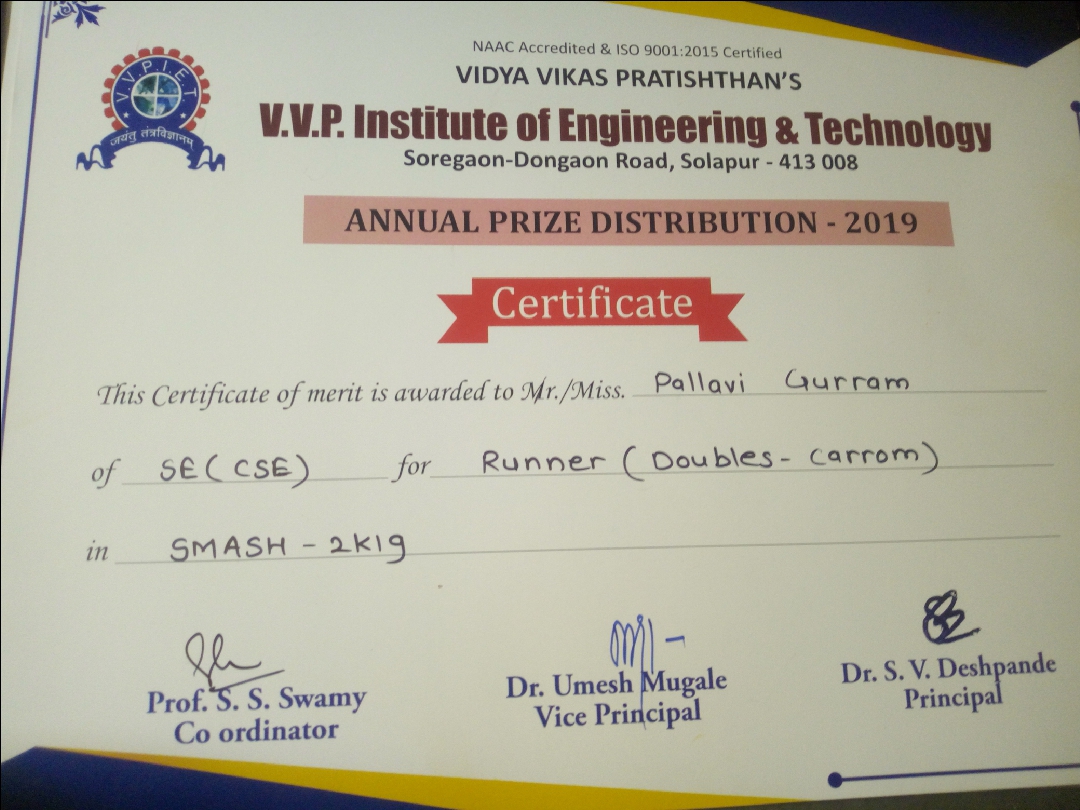 NAAC Accredited & ISO 9001:2015 Certified
VIDYA VIKAS PRATISHTHAN'S
V.V.P. Institute of Engineering & Technology
Soregaon-Dongaon Road, Solapur - 413 008
V.V.P.I.E.T
जयंतु तंत्रविज्ञानम्
ANNUAL PRIZE DISTRIBUTION - 2019
Certificate
This Certificate of merit is awarded to Mr./Miss. Pallavi Gurram
of SE (CSE) for Runner (Doubles - Carrom)
in SMASH - 2K19
Prof. S. S. Swamy
Co ordinator
Dr. Umesh Mugale
Vice Principal
Dr. S. V. Deshpande
Principal